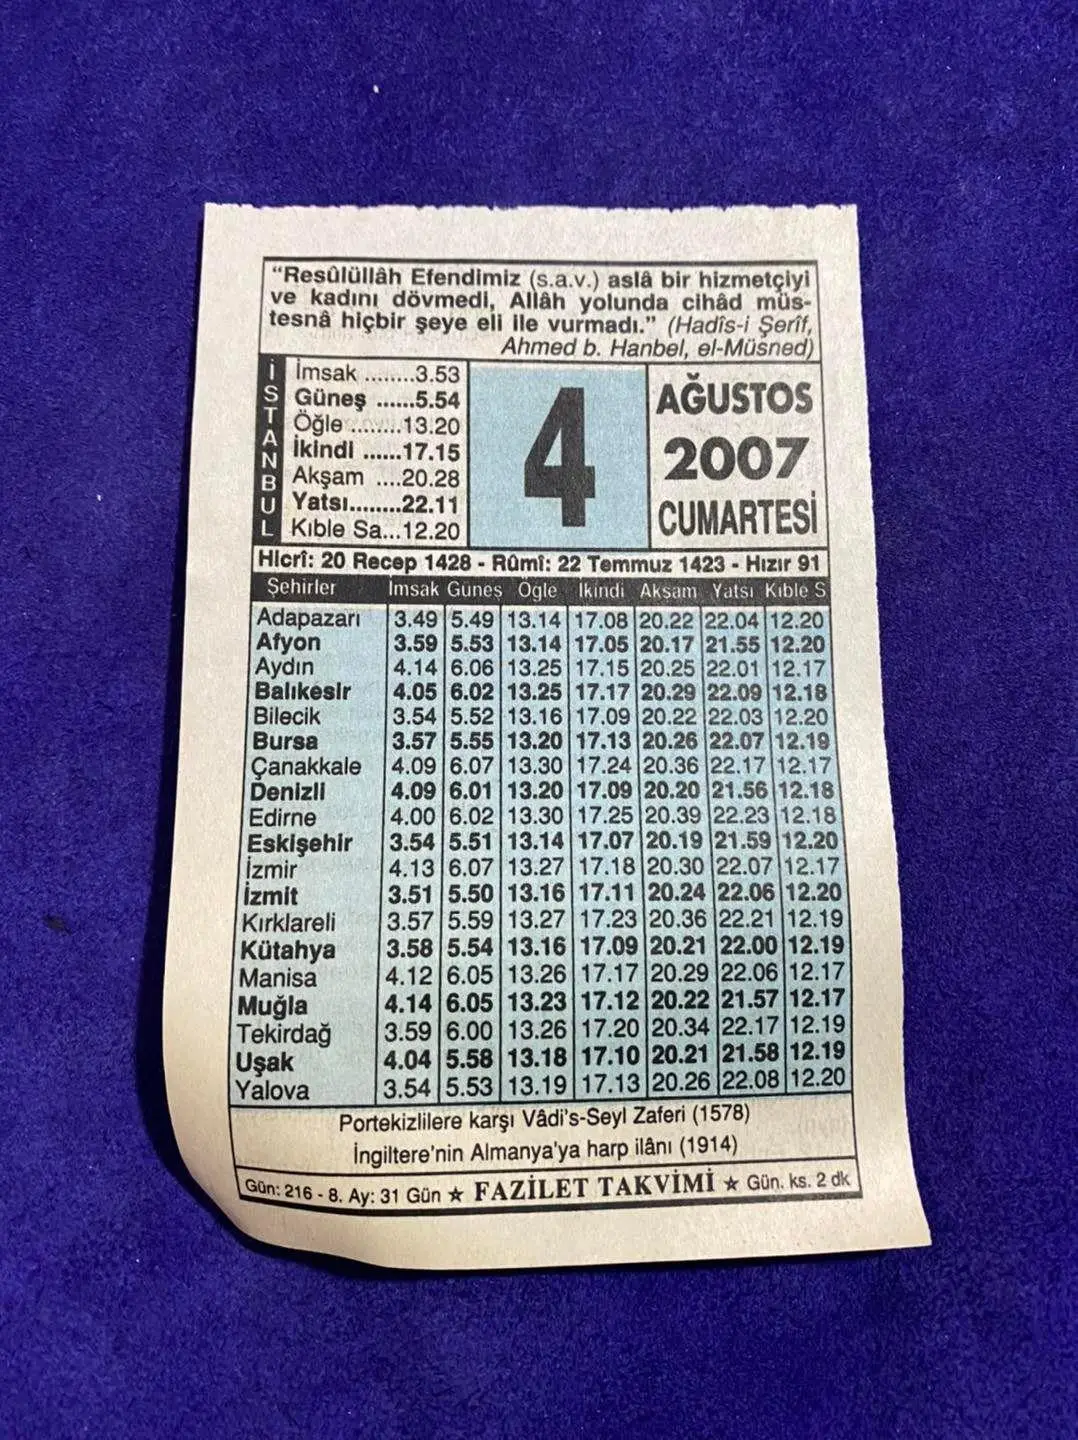 “Resûlüllâh Efendimiz (s.a.v.) aslâ bir hizmetçiyi
ve kadını dövmedi, Allâh yolunda cihâd müs-
tesnâ hiçbir şeye eli ile vurmadı.” (Hadîs-i Şerîf,
Ahmed b. Hanbel, el-Müsned)
İSTANBUL
İmsak ........3.53
Güneş ......5.54
Öğle ........13.20
İkindi ......17.15
Akşam ....20.28
Yatsı........22.11
Kıble Sa...12.20
4
AĞUSTOS
2007
CUMARTESİ
Hicrî: 20 Recep 1428 - Rûmî: 22 Temmuz 1423 - Hızır 91
Şehirler İmsak Güneş Öğle İkindi Akşam Yatsı Kıble S
Adapazarı 3.49 5.49 13.14 17.08 20.22 22.04 12.20
Afyon 3.59 5.53 13.14 17.05 20.17 21.55 12.20
Aydın 4.14 6.06 13.25 17.15 20.25 22.01 12.17
Balıkesir 4.05 6.02 13.25 17.17 20.29 22.09 12.18
Bilecik 3.54 5.52 13.16 17.09 20.22 22.03 12.20
Bursa 3.57 5.55 13.20 17.13 20.26 22.07 12.19
Çanakkale 4.09 6.07 13.30 17.24 20.36 22.17 12.17
Denizli 4.09 6.01 13.20 17.09 20.20 21.56 12.18
Edirne 4.00 6.02 13.30 17.25 20.39 22.23 12.18
Eskişehir 3.54 5.51 13.14 17.07 20.19 21.59 12.20
İzmir 4.13 6.07 13.27 17.18 20.30 22.07 12.17
İzmit 3.51 5.50 13.16 17.11 20.24 22.06 12.20
Kırklareli 3.57 5.59 13.27 17.23 20.36 22.21 12.19
Kütahya 3.58 5.54 13.16 17.09 20.21 22.00 12.19
Manisa 4.12 6.05 13.26 17.17 20.29 22.06 12.17
Muğla 4.14 6.05 13.23 17.12 20.22 21.57 12.17
Tekirdağ 3.59 6.00 13.26 17.20 20.34 22.17 12.19
Uşak 4.04 5.58 13.18 17.10 20.21 21.58 12.19
Yalova 3.54 5.53 13.19 17.13 20.26 22.08 12.20
Portekizlilere karşı Vâdi's-Seyl Zaferi (1578)
İngiltere'nin Almanya'ya harp ilânı (1914)
Gün: 216 - 8. Ay: 31 Gün ★ FAZİLET TAKVİMİ ★ Gün. ks. 2 dk